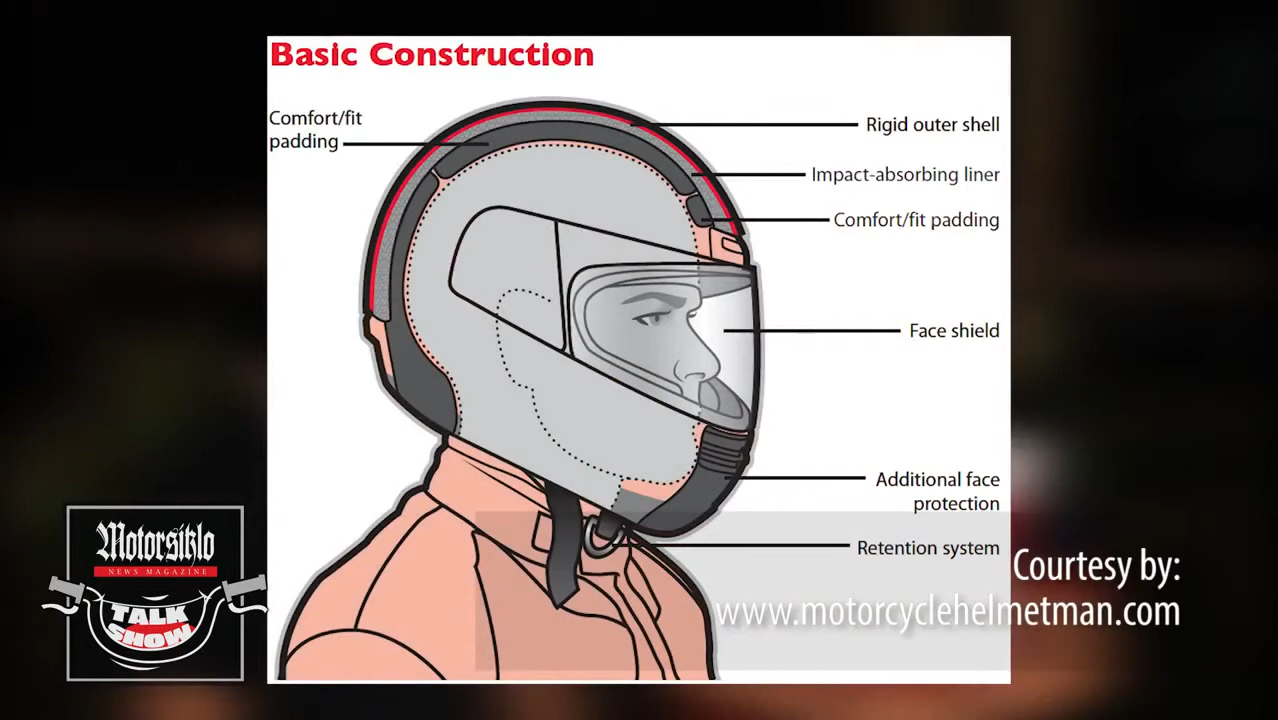 Basic Construction
Comfort/fit
padding
Rigid outer shell
Impact-absorbing liner
Comfort/fit padding
Face shield
Additional face
protection
Retention system
Courtesy by:
www.motorcyclehelmetman.com
Motorsiklo
NEWS MAGAZINE
TALK
SHOW